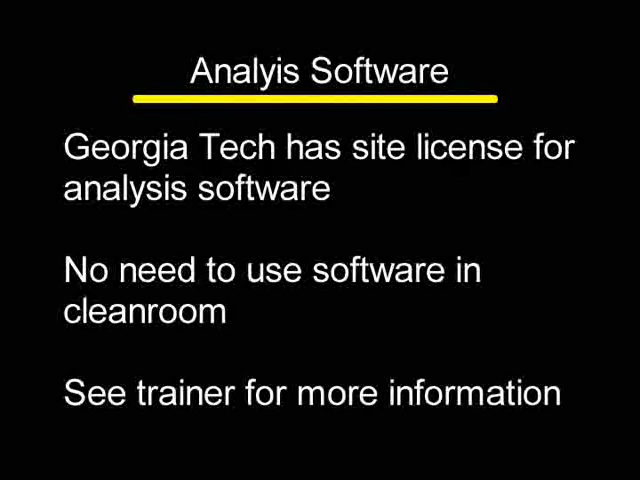 Analyis Software
Georgia Tech has site license for
analysis software
No need to use software in
cleanroom
See trainer for more information